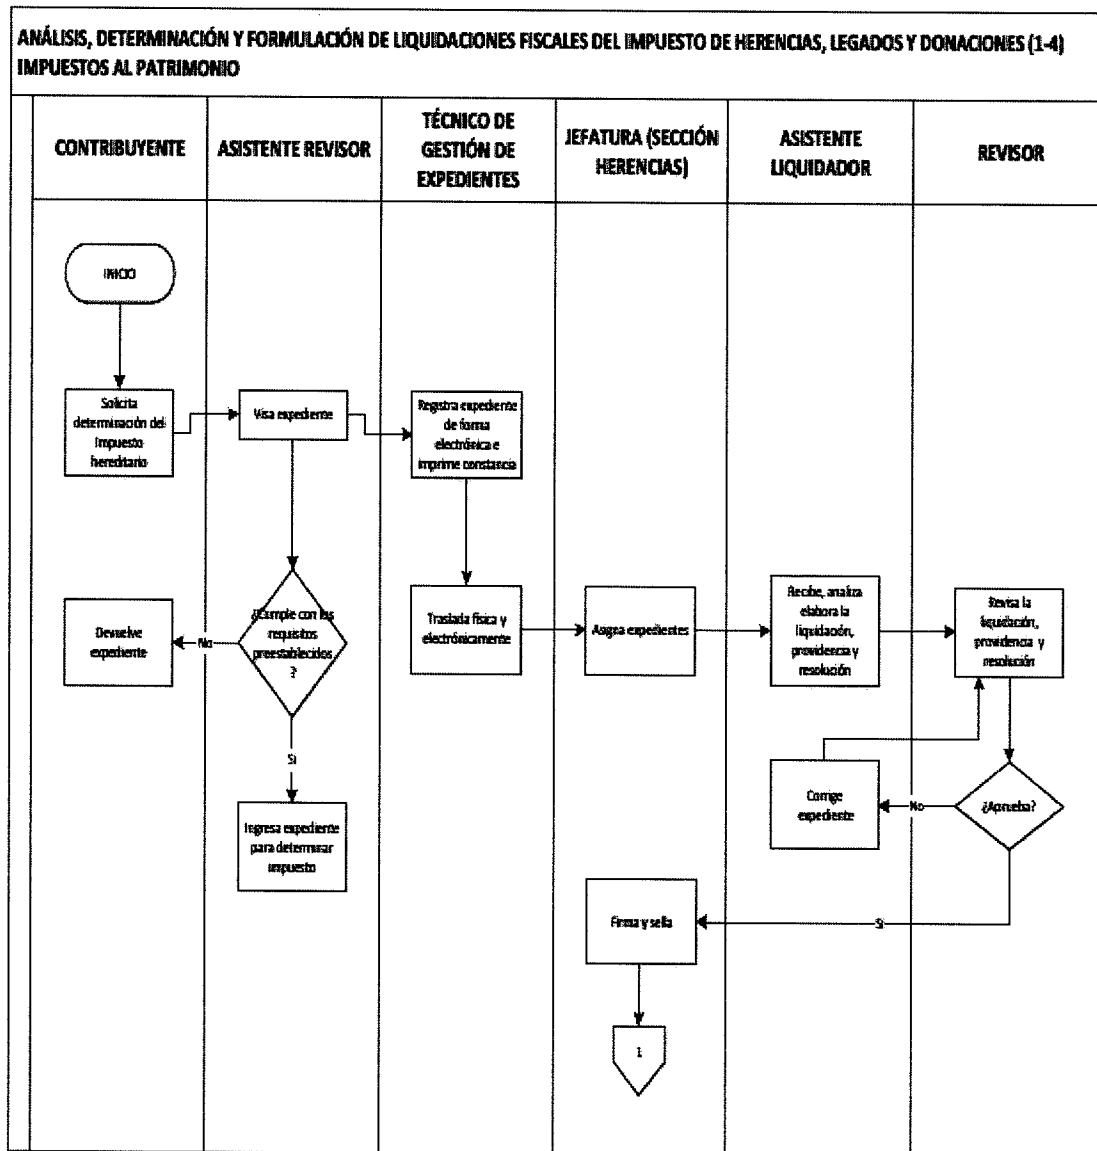 ANÁLISIS, DETERMINACIÓN Y FORMULACIÓN DE LIQUIDACIONES FISCALES DEL IMPUESTO DE HERENCIAS, LEGADOS Y DONACIONES (1-4)
IMPUESTOS AL PATRIMONIO
CONTRIBUYENTE
ASISTENTE REVISOR
TÉCNICO DE
GESTIÓN DE
EXPEDIENTES
JEFATURA (SECCIÓN
HERENCIAS)
ASISTENTE
LIQUIDADOR
REVISOR
INICIO
Solicita
determinación del
impuesto
hereditario
Visa expediente
Registra expediente
de forma
electrónica e
imprime constancia
Devuelve
expediente
No
¿Cumple con los
requisitos
preestablecidos
?
Traslada física y
electrónicamente
Asigna expedientes
Recibe, analiza
elabora la
liquidación,
providencia y
resolución
Revisa la
liquidación,
providencia y
resolución
Si
Ingresa expediente
para determinar
impuesto
Corrige
expediente
No
¿Aprueba?
Firma y sella
Si
1